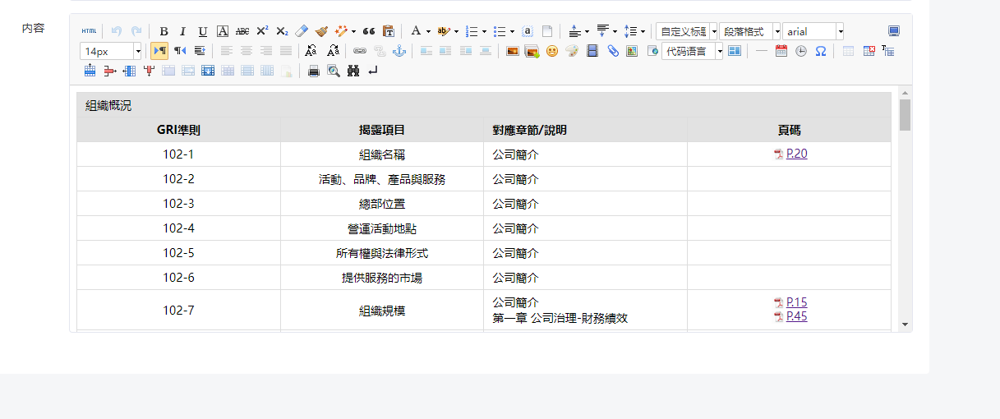 内容
HTML B I U A ABC X² X₂ A ab 自定义标题 段落格式 arial
14px 代码语言
組織概況
GRI準則 揭露項目 對應章節/說明 頁碼
102-1 組織名稱 公司簡介 P.20
102-2 活動、品牌、產品與服務 公司簡介
102-3 總部位置 公司簡介
102-4 營運活動地點 公司簡介
102-5 所有權與法律形式 公司簡介
102-6 提供服務的市場 公司簡介
102-7 組織規模 公司簡介 P.15
第一章 公司治理-財務績效 P.45